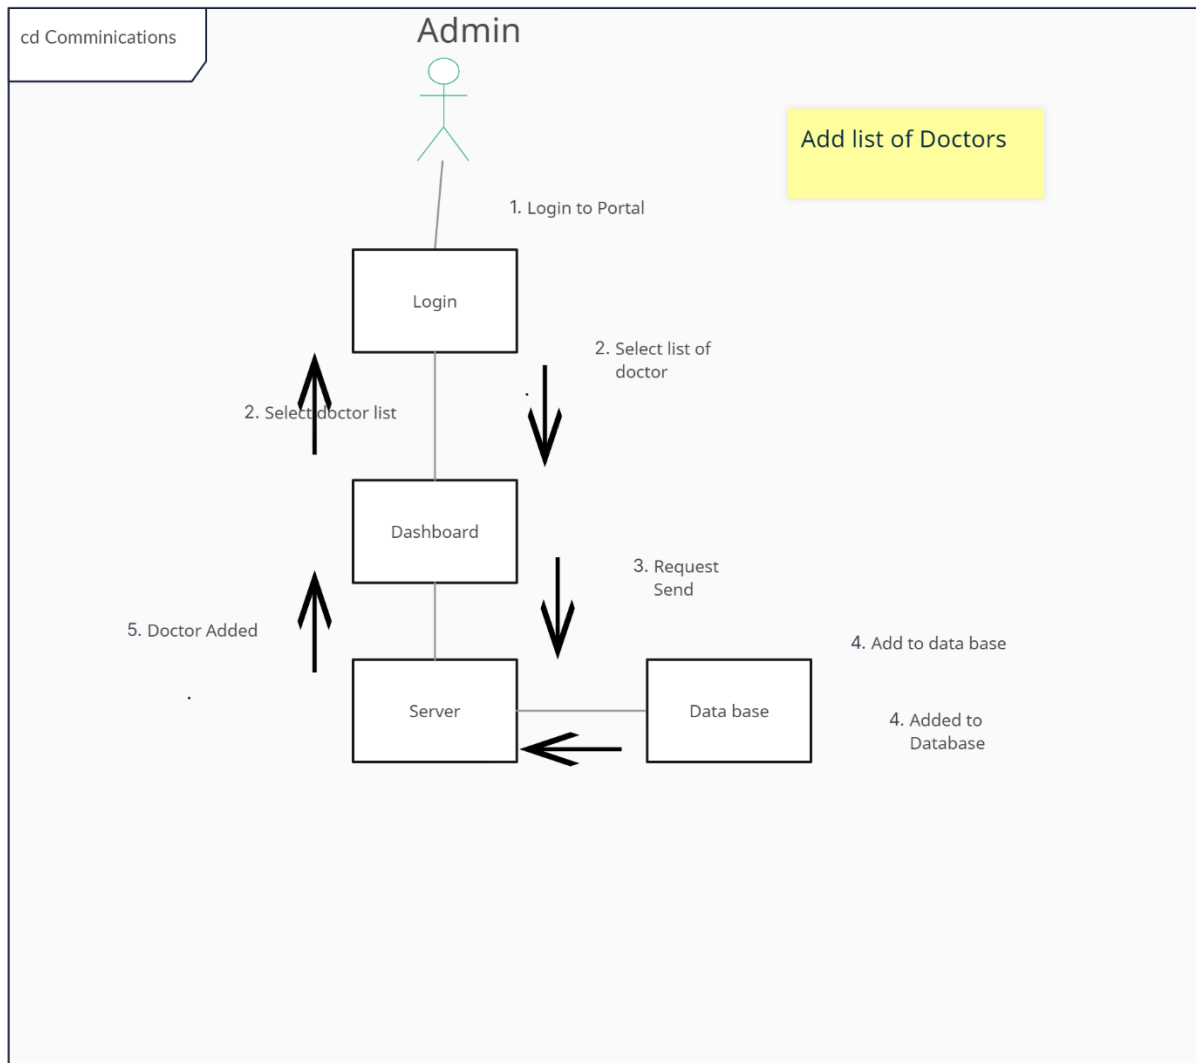 cd Comminications
Admin
Add list of Doctors
1. Login to Portal
Login
2. Select list of
doctor
2. Select doctor list
Dashboard
3. Request
Send
5. Doctor Added
4. Add to data base
Server
Data base
4. Added to
Database